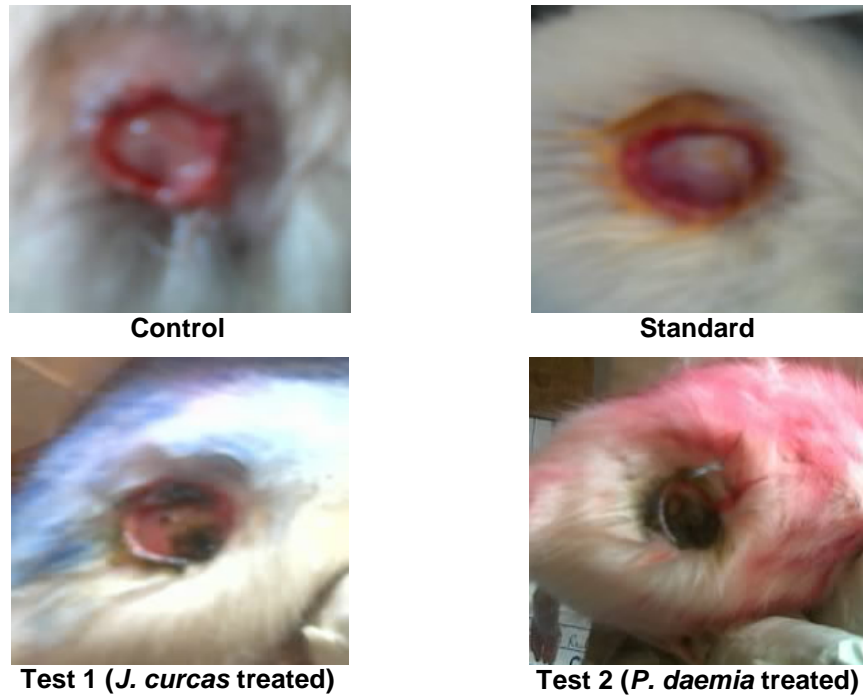 Control
Standard
Test 1 (J. curcas treated)
Test 2 (P. daemia treated)